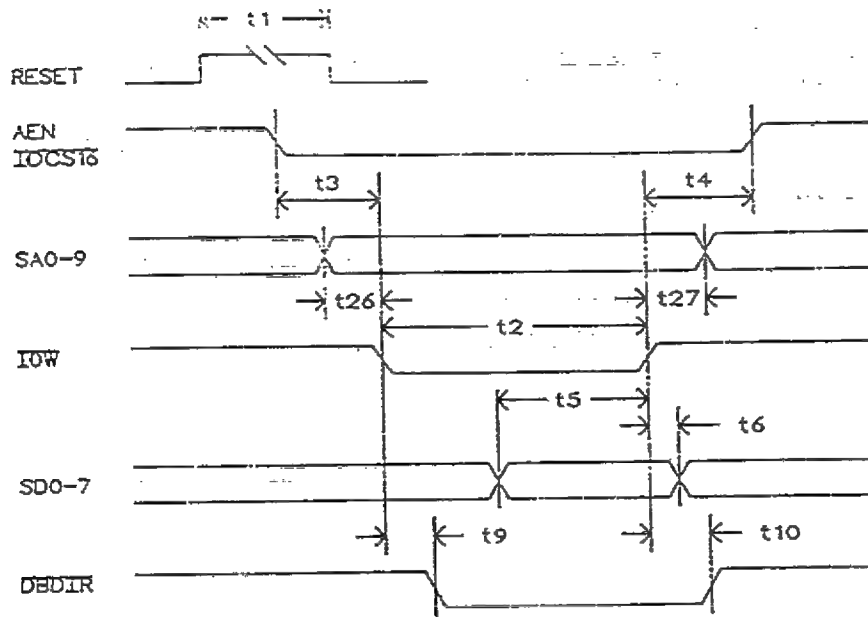 t1
RESET
AEN
IOCS16
t3
t4
SA0-9
t26
t27
t2
IOW
t5
t6
SD0-7
t9
t10
DBDIR